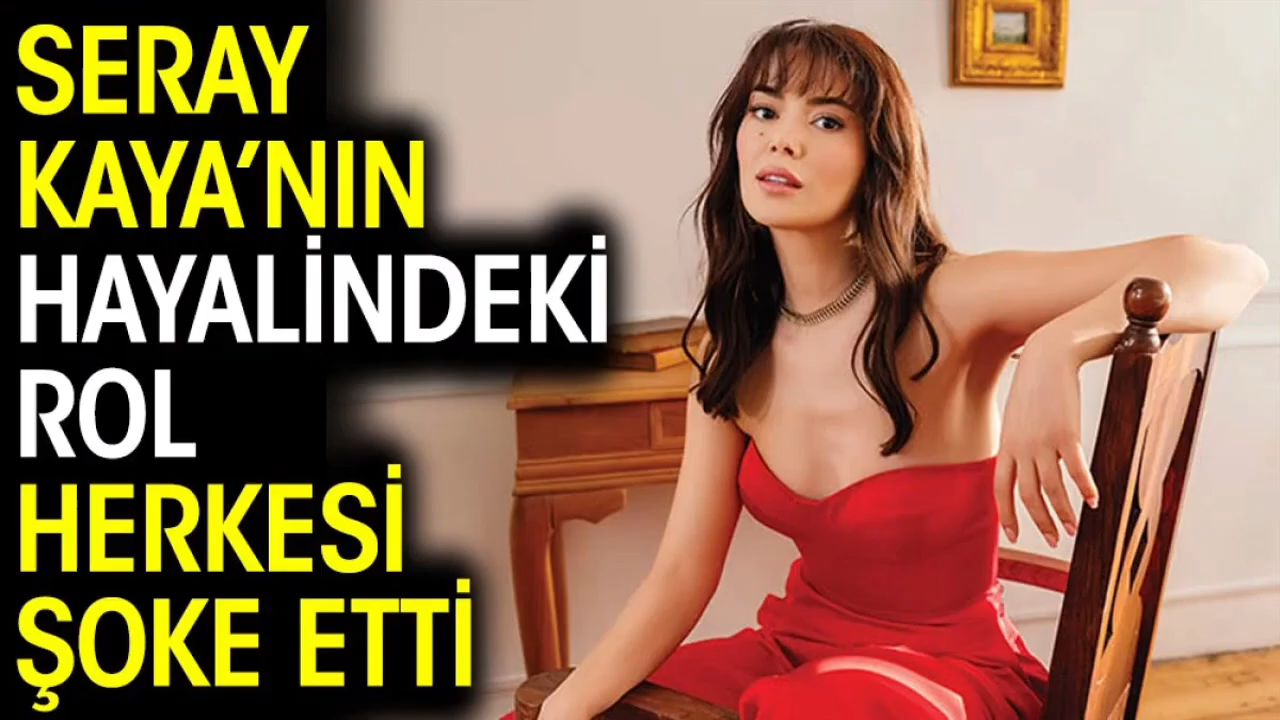 SERAY
KAYA’NIN
HAYALİNDEKİ
ROL
HERKESİ
ŞOKE ETTİ